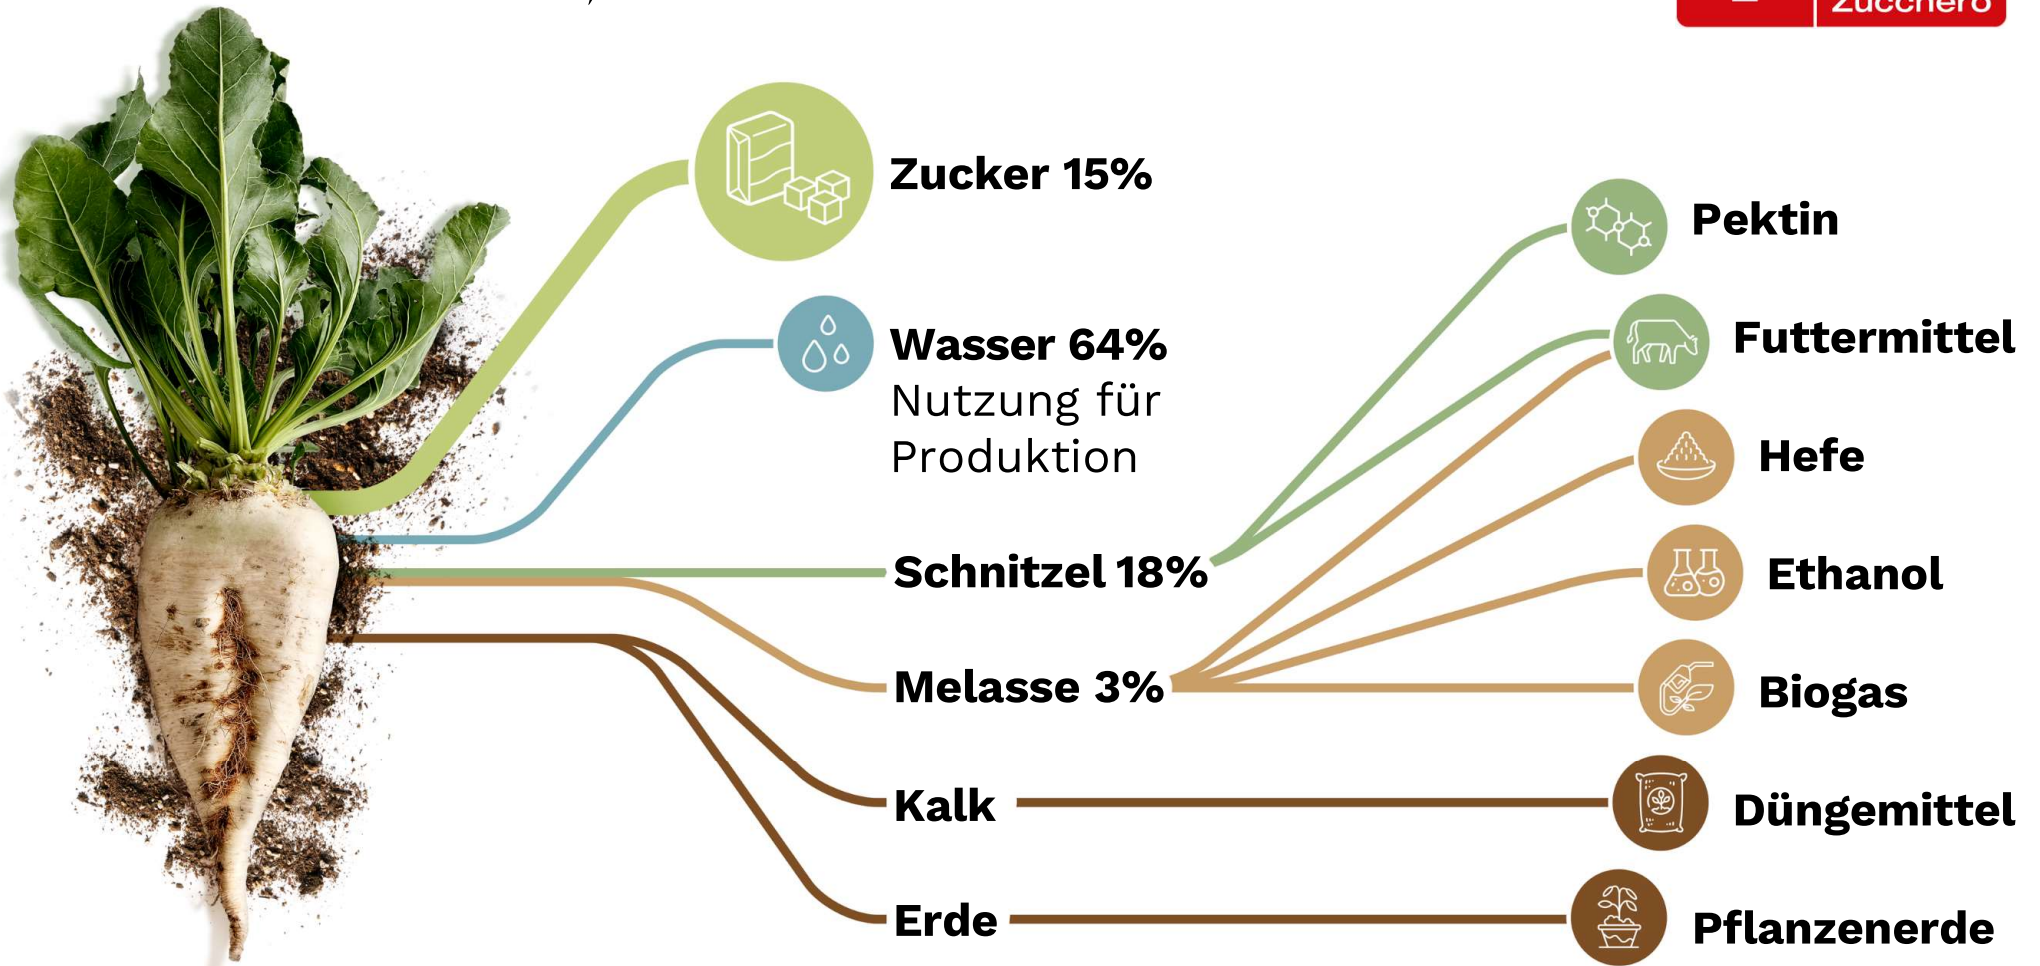 Zucchero
Zucker 15%
Wasser 64%
Nutzung für
Produktion
Schnitzel 18%
Melasse 3%
Kalk
Erde
Pektin
Futtermittel
Hefe
Ethanol
Biogas
Düngemittel
Pflanzenerde